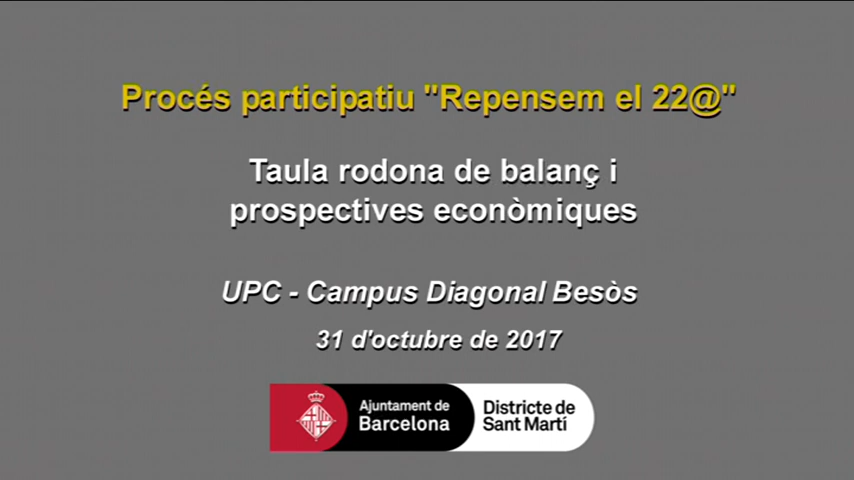 Procés participatiu "Repensem el 22@"
Taula rodona de balanç i
prospectives econòmiques
UPC - Campus Diagonal Besòs
31 d'octubre de 2017
Ajuntament de
Barcelona
Districte de
Sant Martí